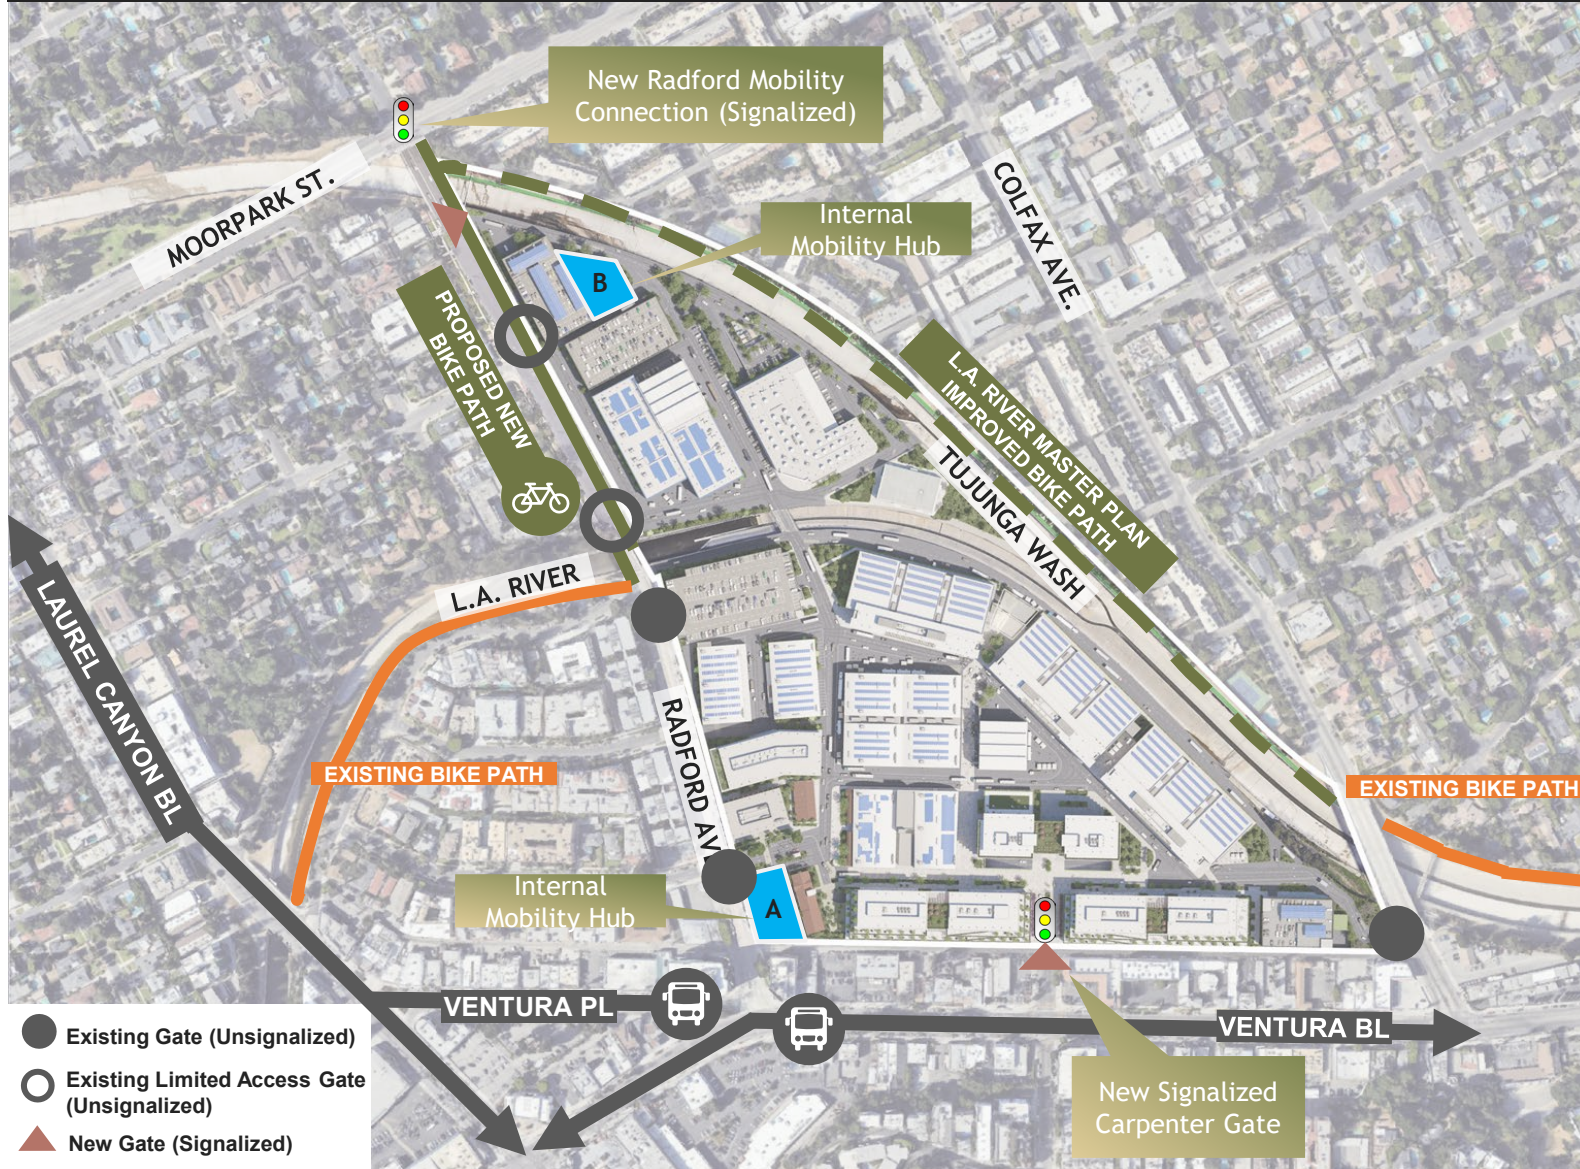 New Radford Mobility
Connection (Signalized)
MOORPARK ST.
Internal
Mobility Hub
COLFAX AVE.
B
PROPOSED NEW
BIKE PATH
L.A. RIVER MASTER PLAN
IMPROVED BIKE PATH
TUJUNGA WASH
L.A. RIVER
LAUREL CANYON BL
RADFORD AVE
EXISTING BIKE PATH
EXISTING BIKE PATH
Internal
Mobility Hub
A
VENTURA PL
VENTURA BL
New Signalized
Carpenter Gate
Existing Gate (Unsignalized)
Existing Limited Access Gate
(Unsignalized)
New Gate (Signalized)